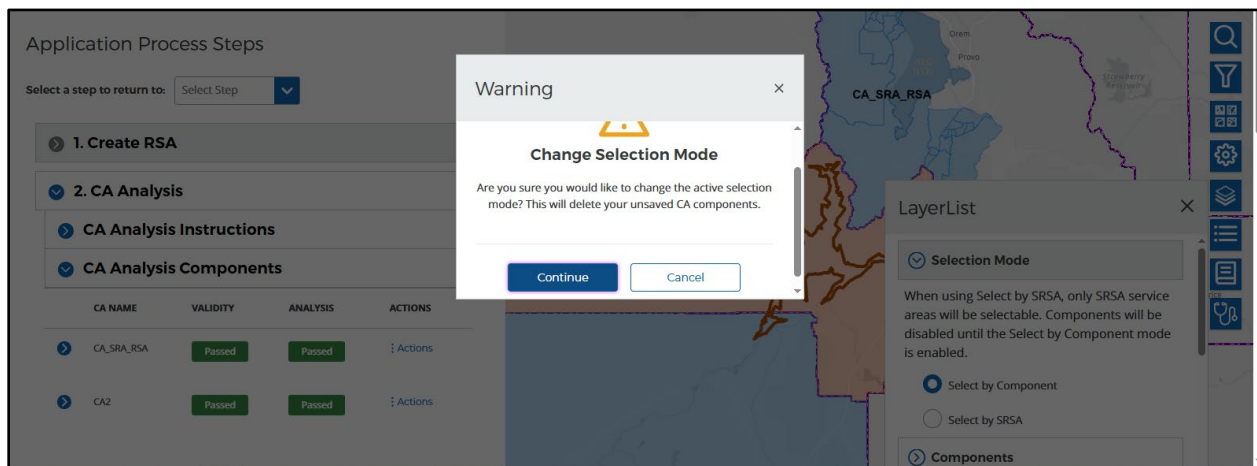 Application Process Steps
Select a step to return to: Select Step
1. Create RSA
2. CA Analysis
CA Analysis Instructions
CA Analysis Components
CA NAME VALIDITY ANALYSIS ACTIONS
CA_SRA_RSA Passed Passed Actions
CA2 Passed Passed Actions
Warning
Change Selection Mode
Are you sure you would like to change the active selection
mode? This will delete your unsaved CA components.
Continue Cancel
Orem
Provo
Strawberry
Reservoir
CA_SRA_RSA
LayerList
Selection Mode
When using Select by SRSA, only SRSA service
areas will be selectable. Components will be
disabled until the Select by Component mode
is enabled.
Select by Component
Select by SRSA
Components